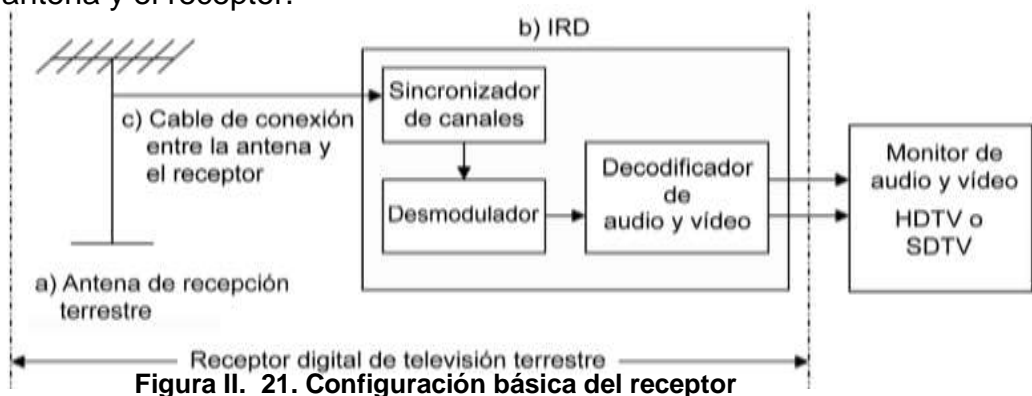 antena y el receptor.
b) IRD
Sincronizador
de canales
c) Cable de conexión
entre la antena y
el receptor
Desmodulador
Decodificador
de
audio y vídeo
Monitor de
audio y vídeo
HDTV o
SDTV
a) Antena de recepción
terrestre
Receptor digital de televisión terrestre
Figura II. 21. Configuración básica del receptor